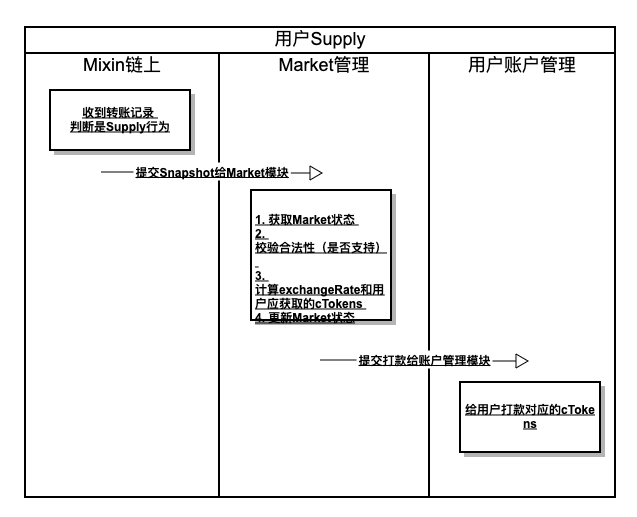 用户Supply
Mixin链上
Market管理
用户账户管理
收到转账记录
判断是Supply行为
提交Snapshot给Market模块
1. 获取Market状态
2.
校验合法性（是否支持）
3.
计算exchangeRate和用
户应获取的cTokens
4. 更新Market状态
提交打款给账户管理模块
给用户打款对应的cToke
ns